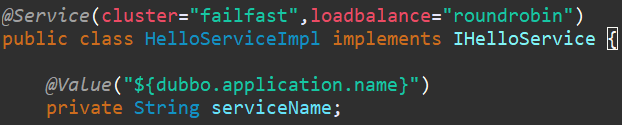 @Service(cluster="failfast",loadbalance="roundrobin")
public class HelloServiceImpl implements IHelloService {
@Value("${dubbo.application.name}")
private String serviceName;